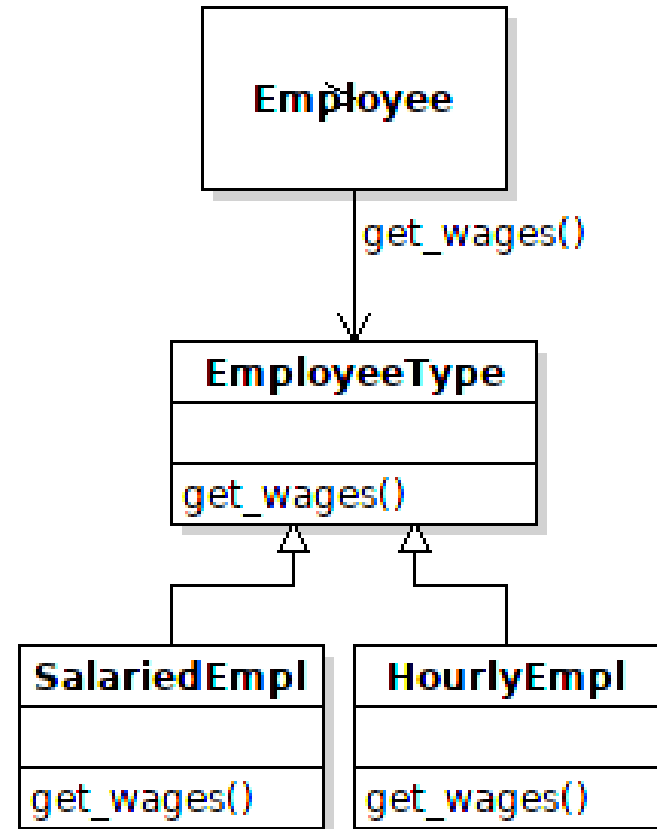 Employee
get_wages()
EmployeeType
get_wages()
SalariedEmpl
HourlyEmpl
get_wages()
get_wages()